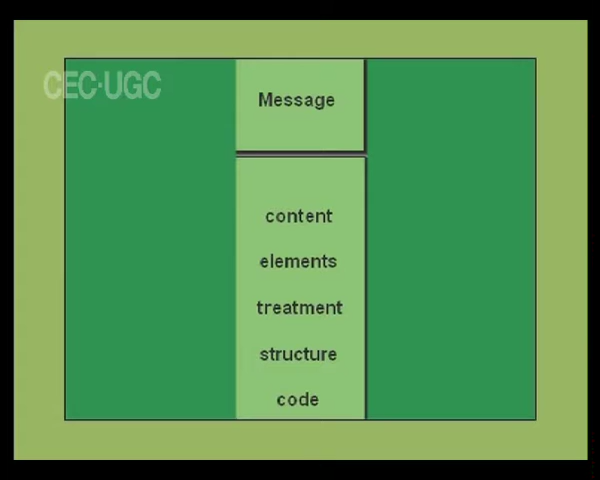 CEC-UGC
Message
content
elements
treatment
structure
code